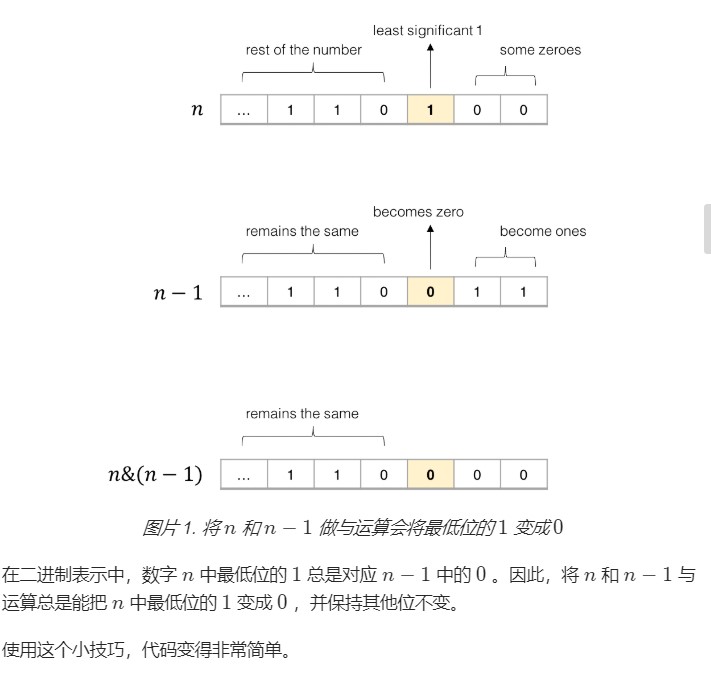 least significant 1
rest of the number
some zeroes
n ... 1 1 0 1 0 0
becomes zero
remains the same
become ones
n − 1 ... 1 1 0 0 1 1
remains the same
n&(n − 1) ... 1 1 0 0 0 0
图片 1. 将 n 和 n − 1 做与运算会将最低位的 1 变成 0
在二进制表示中，数字 n 中最低位的 1 总是对应 n − 1 中的 0 。因此，将 n 和 n − 1 与
运算总是能把 n 中最低位的 1 变成 0 ，并保持其他位不变。
使用这个小技巧，代码变得非常简单。